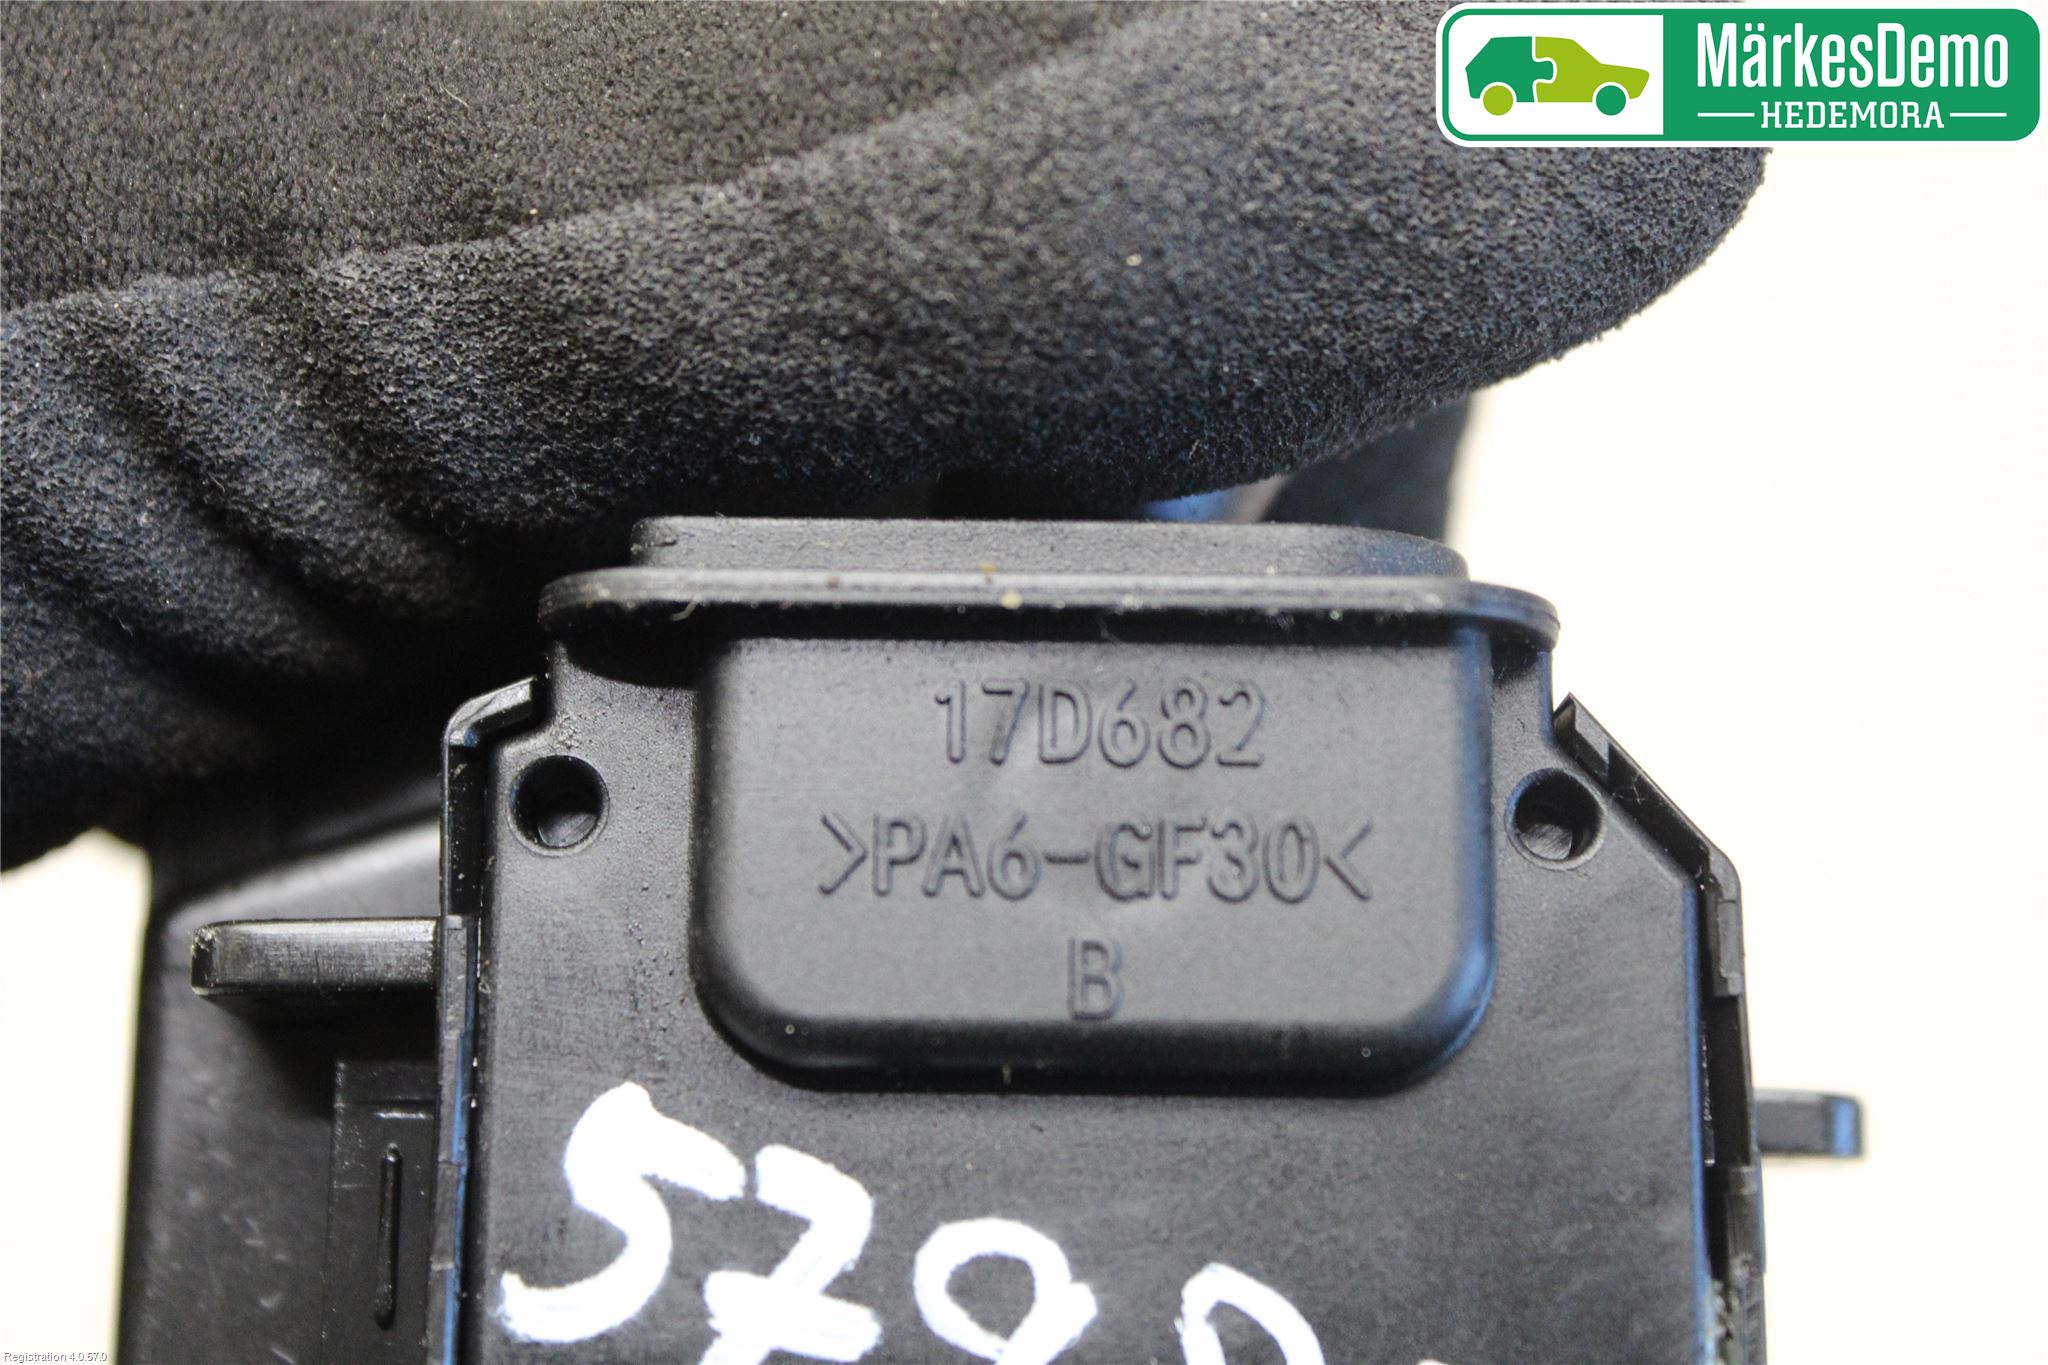 MärkesDemo
HEDEMORA
17D682
>PA6-GF30<
B
Registration 4.0.57.0